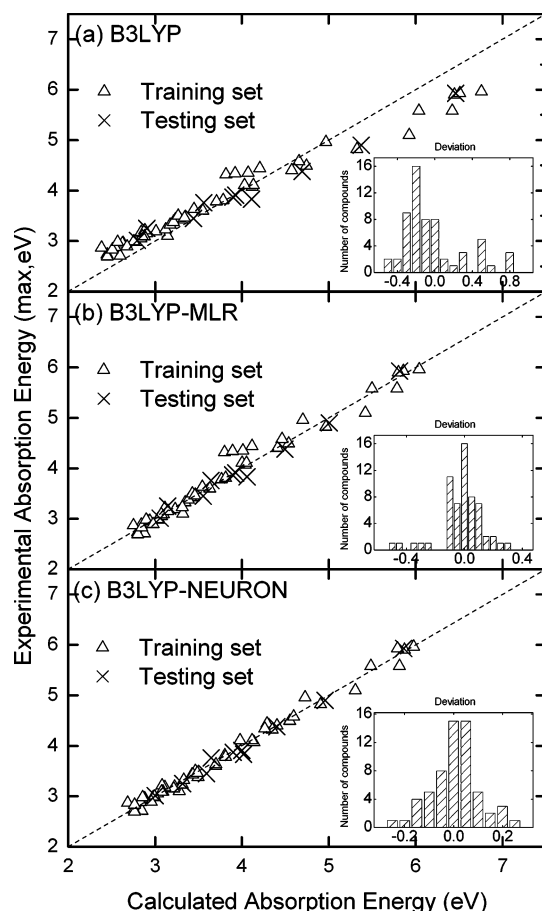 7
6
5
4
3
2
(a) B3LYP
Training set
Testing set
Deviation
Number of compounds
16
12
8
4
0
-0.4 0.0 0.4 0.8
Experimental Absorption Energy (max,eV)
7
6
5
4
3
2
(b) B3LYP-MLR
Training set
Testing set
Deviation
Number of compounds
16
12
8
4
0
-0.4 0.0 0.4
7
6
5
4
3
2
(c) B3LYP-NEURON
Training set
Testing set
Deviation
Number of compounds
16
12
8
4
0
-0.2 0.0 0.2
2 3 4 5 6 7
Calculated Absorption Energy (eV)